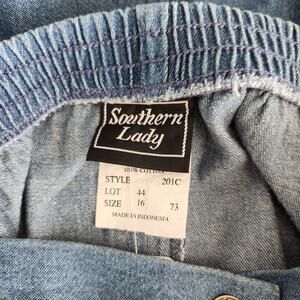 Southern
Lady
100% COTTON
STYLE 201C
LOT 44
SIZE 16 73
MADE IN INDONESIA